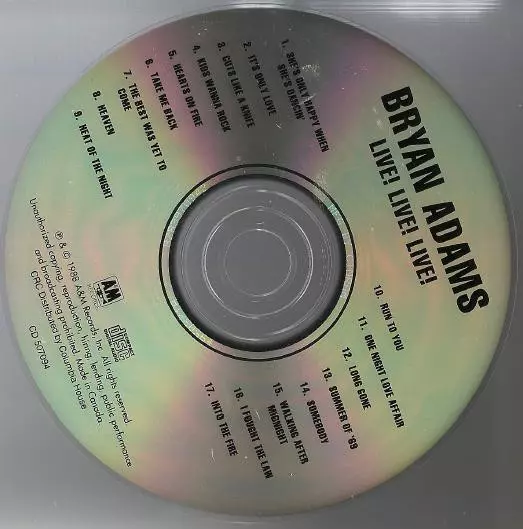 BRYAN ADAMS
LIVE! LIVE! LIVE!
1. SHE'S ONLY HAPPY WHEN
SHE'S DANCIN'
2. IT'S ONLY LOVE
3. CUTS LIKE A KNIFE
4. KIDS WANNA ROCK
5. HEARTS ON FIRE
6. TAKE ME BACK
7. THE BEST WAS YET TO
COME
8. HEAVEN
9. HEAT OF THE NIGHT
10. RUN TO YOU
11. ONE NIGHT LOVE AFFAIR
12. LONG GONE
13. SUMMER OF '69
14. SOMEBODY
15. WALKING AFTER
MIDNIGHT
16. I FOUGHT THE LAW
17. INTO THE FIRE
A&M
COMPACT
disc
DIGITAL AUDIO
℗ & © 1988 A&M Records, Inc. All rights reserved.
Unauthorized copying, reproduction, hiring, lending, public performance
and broadcasting prohibited. Made in Canada.
CRC Distributed by Columbia House
CD 507094